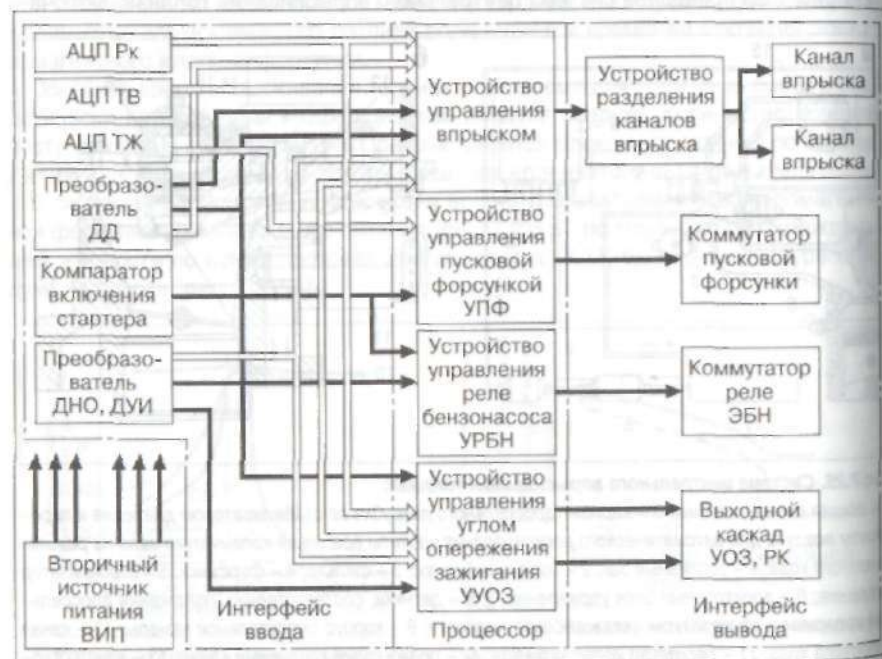 АЦП Рк
АЦП ТВ
АЦП ТЖ
Преобразо-
ватель
ДД
Компаратор
включения
стартера
Преобразо-
ватель
ДНО, ДУИ
Вторичный
источник
питания
ВИП
Интерфейс
ввода
Устройство
управления
впрыском
Устройство
управления
пусковой
форсункой
УПФ
Устройство
управления
реле
бензонасоса
УРБН
Устройство
управления
углом
опережения
зажигания
УУОЗ
Процессор
Устройство
разделения
каналов
впрыска
Канал
впрыска
Канал
впрыска
Коммутатор
пусковой
форсунки
Коммутатор
реле
ЭБН
Выходной
каскад
УОЗ, РК
Интерфейс
вывода